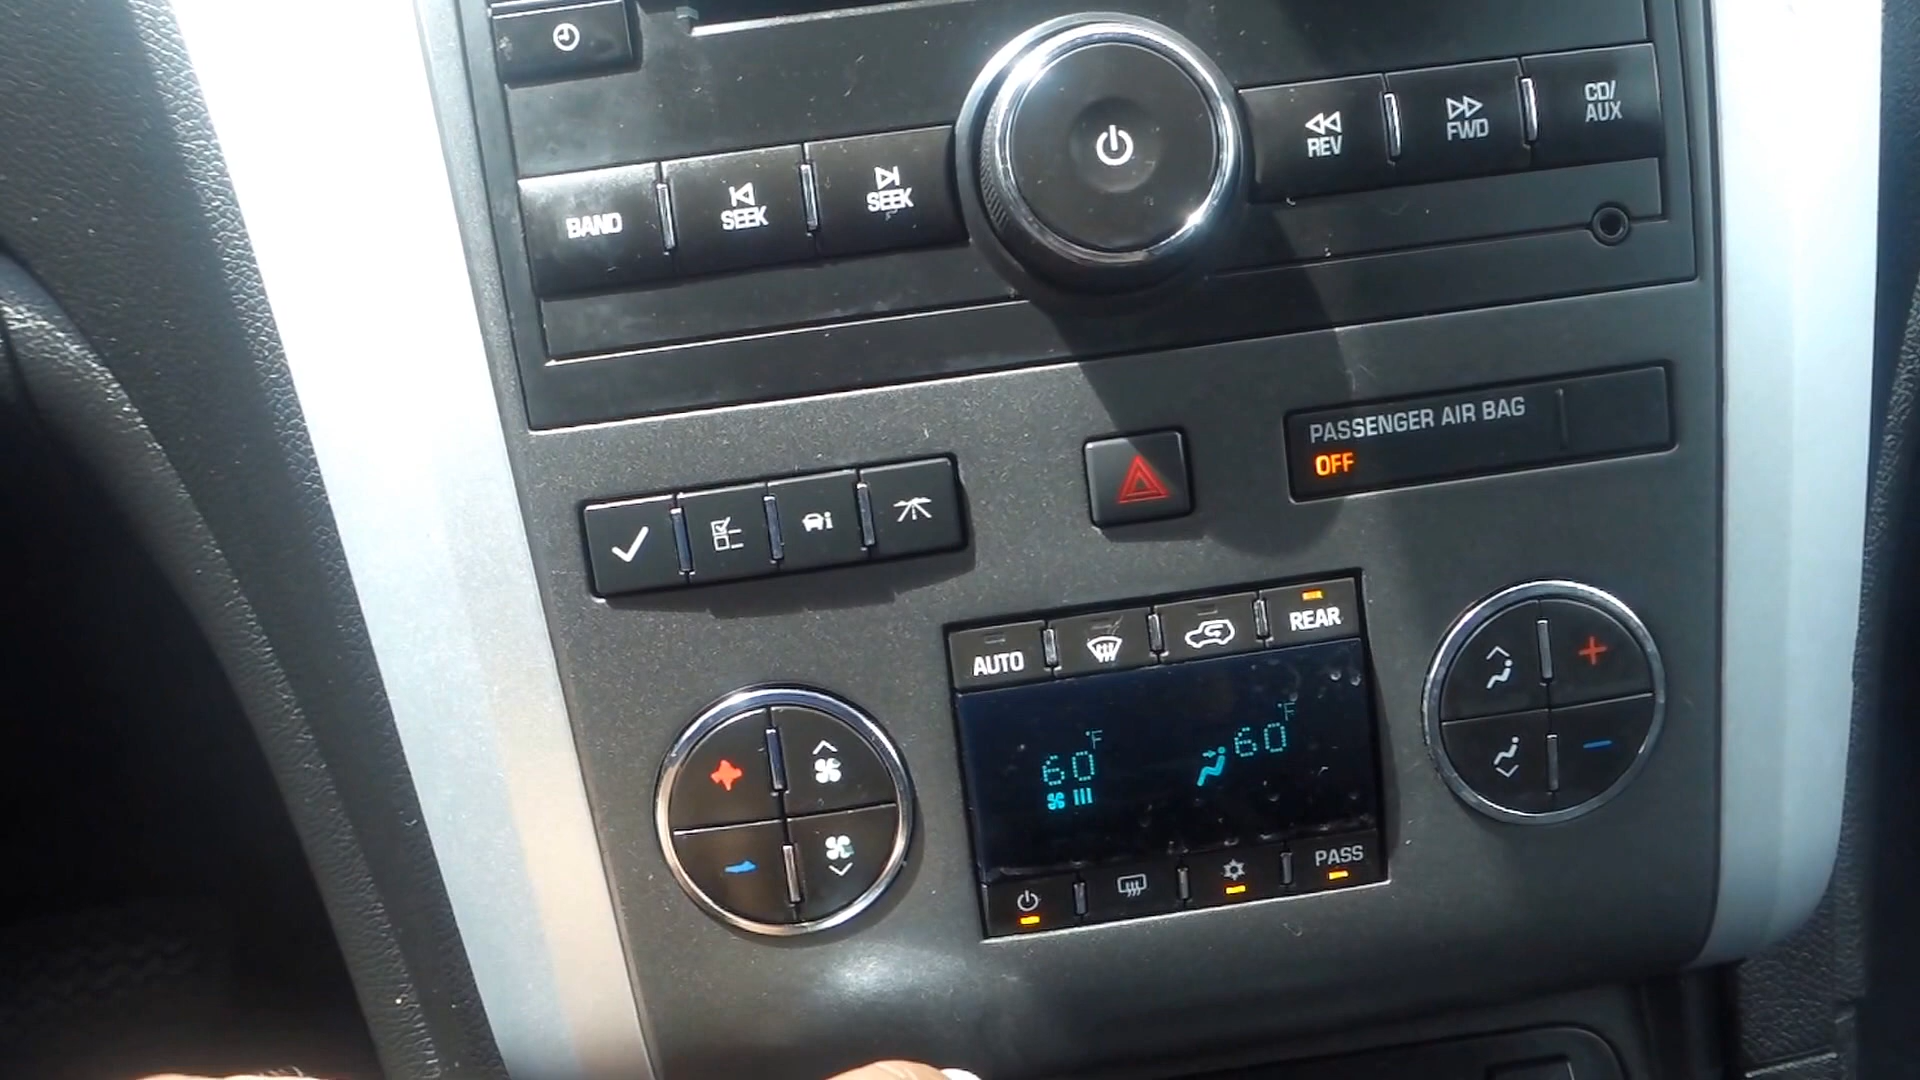 BAND
SEEK
SEEK
REV
FWD
CD/
AUX
PASSENGER AIR BAG
OFF
AUTO
REAR
60°F
60°F
PASS